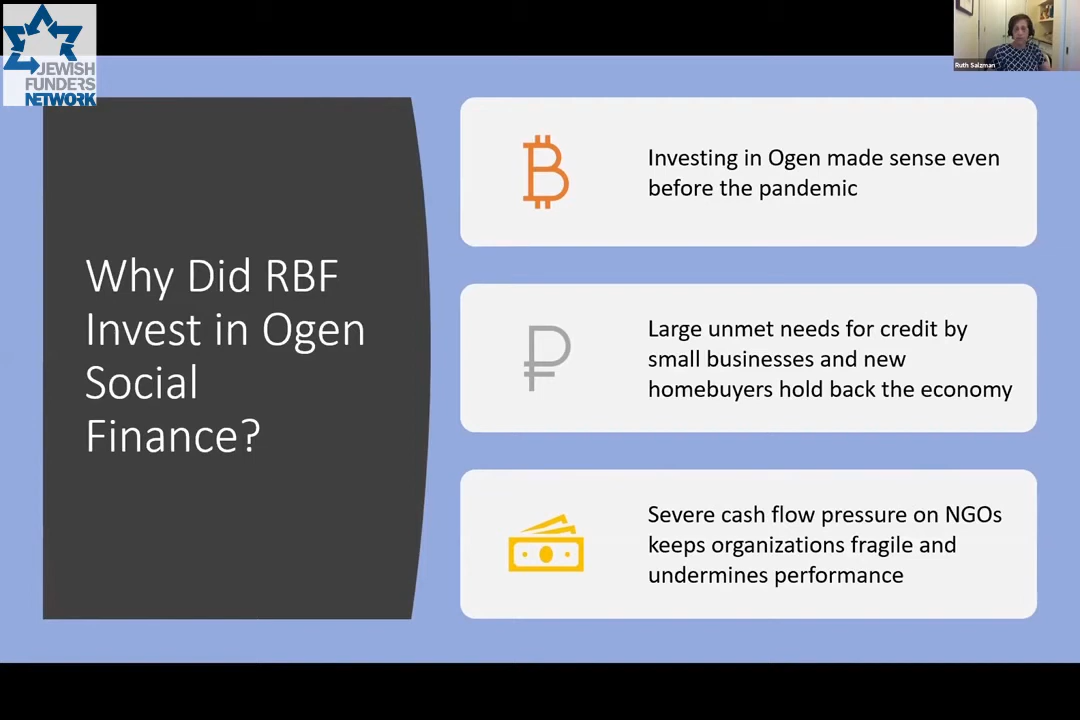 JEWISH
FUNDERS
NETWORK
Ruth Salzman
Why Did RBF
Invest in Ogen
Social
Finance?
Investing in Ogen made sense even
before the pandemic
Large unmet needs for credit by
small businesses and new
homebuyers hold back the economy
Severe cash flow pressure on NGOs
keeps organizations fragile and
undermines performance